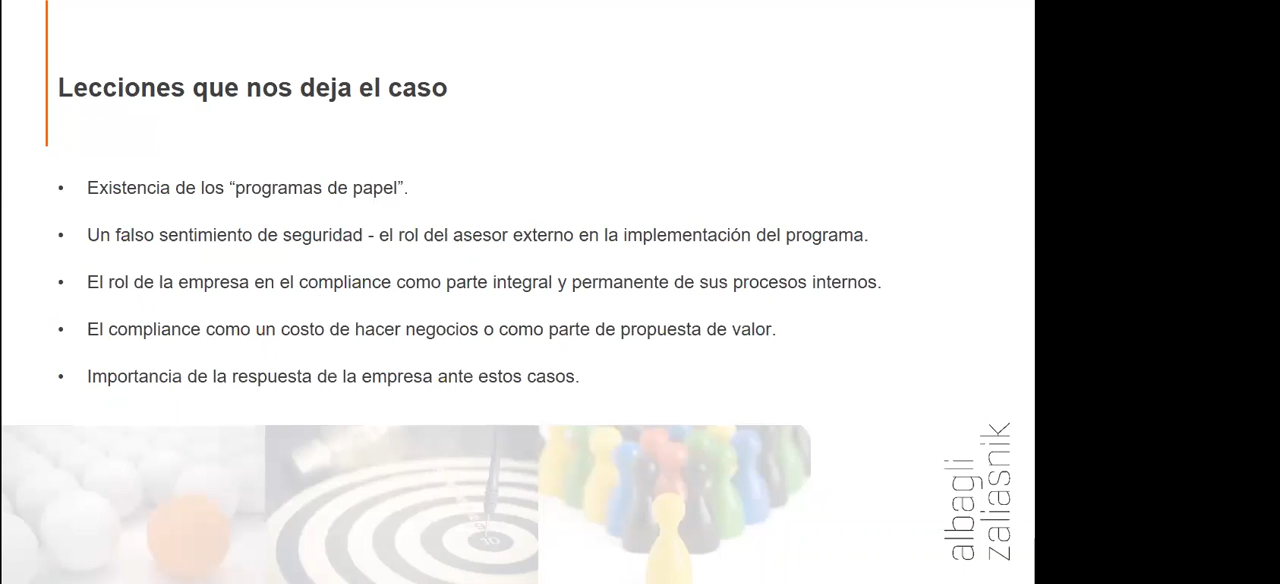 Lecciones que nos deja el caso
• Existencia de los “programas de papel”.
• Un falso sentimiento de seguridad - el rol del asesor externo en la implementación del programa.
• El rol de la empresa en el compliance como parte integral y permanente de sus procesos internos.
• El compliance como un costo de hacer negocios o como parte de propuesta de valor.
• Importancia de la respuesta de la empresa ante estos casos.
10
albagli
zaliasnik